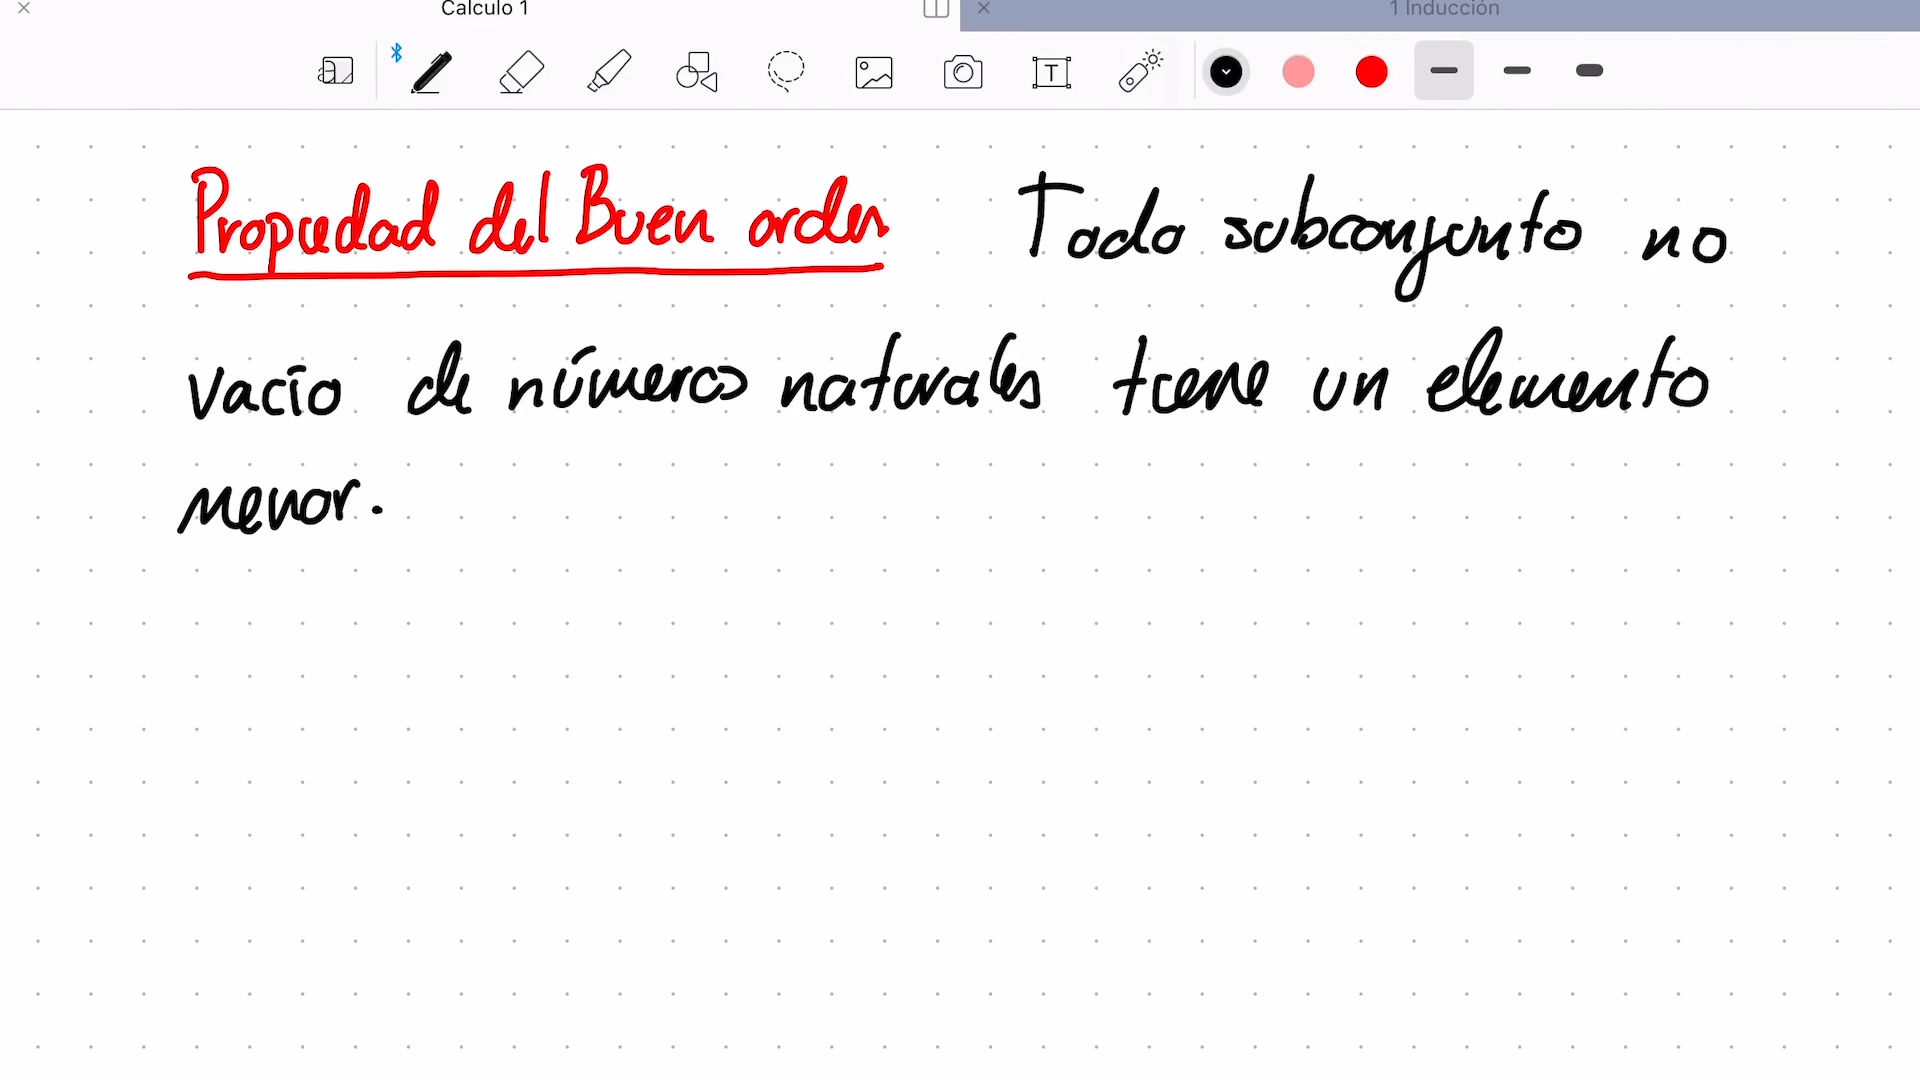 Calculo 1
1 Inducción
T
Propiedad del Buen orden Todo subconjunto no
vacío de números naturales tiene un elemento
menor.